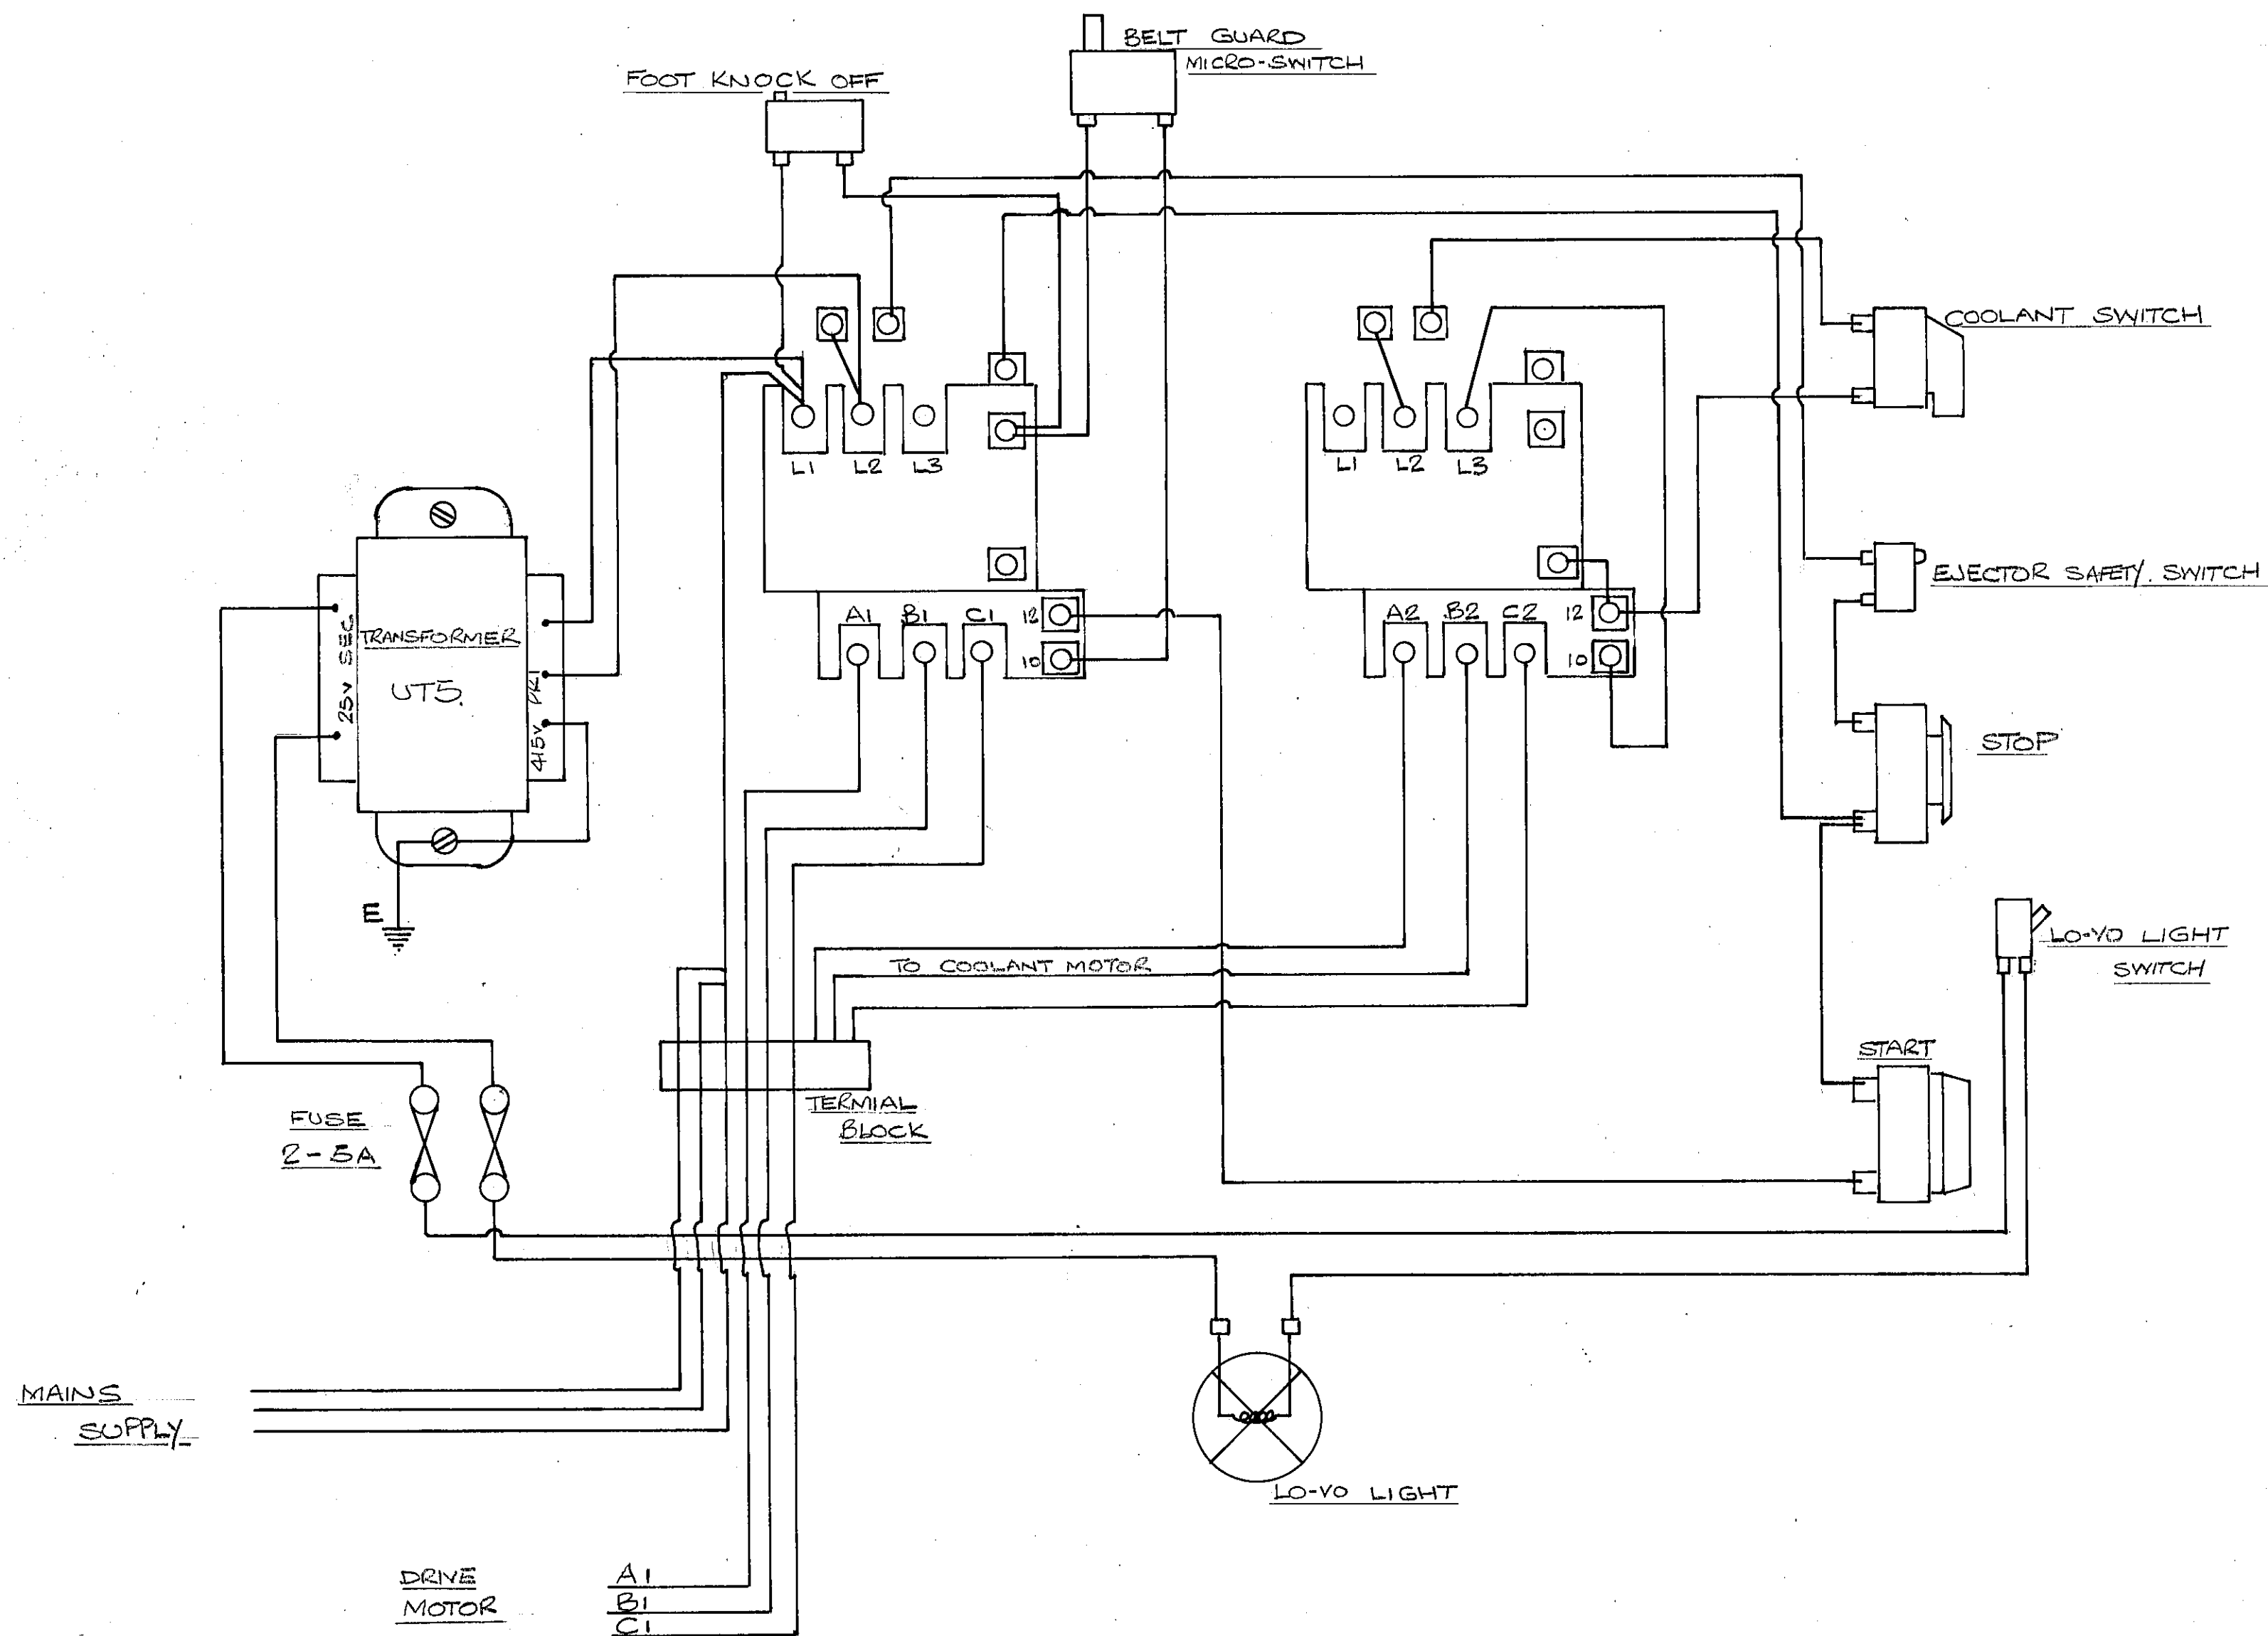 BELT GUARD
MICRO-SWITCH
FOOT KNOCK OFF
COOLANT SWITCH
L1 L2 L3
L1 L2 L3
EJECTOR SAFETY. SWITCH
A1 B1 C1 12
10
A2 B2 C2 12
10
25V SEC
TRANSFORMER
UT5.
415V PRI
STOP
E
LO-VO LIGHT
SWITCH
TO COOLANT MOTOR
START
TERMIAL
BLOCK
FUSE
2-5A
MAINS
SUPPLY
LO-VO LIGHT
DRIVE
MOTOR
A1
B1
C1